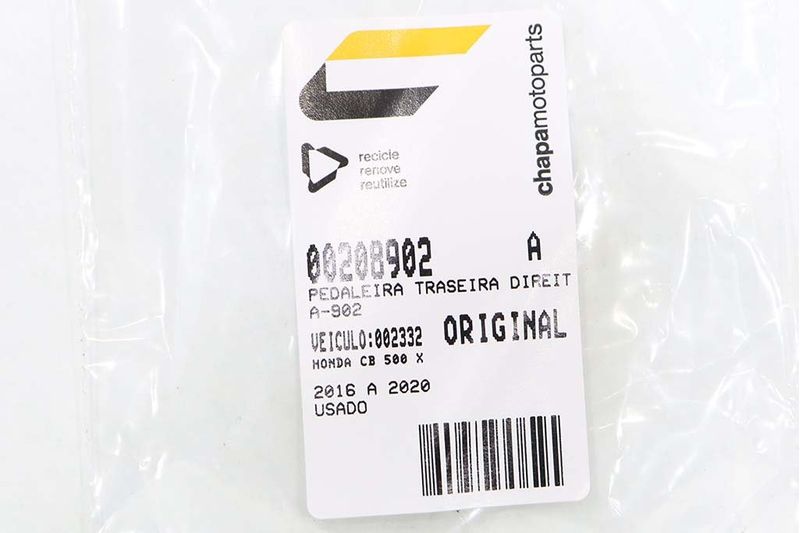 chapamotoparts
recicle
renove
reutilize
00208902 A
PEDALEIRA TRASEIRA DIREIT
A-902
VEICULO:002332 ORIGINAL
HONDA CB 500 X
2016 A 2020
USADO